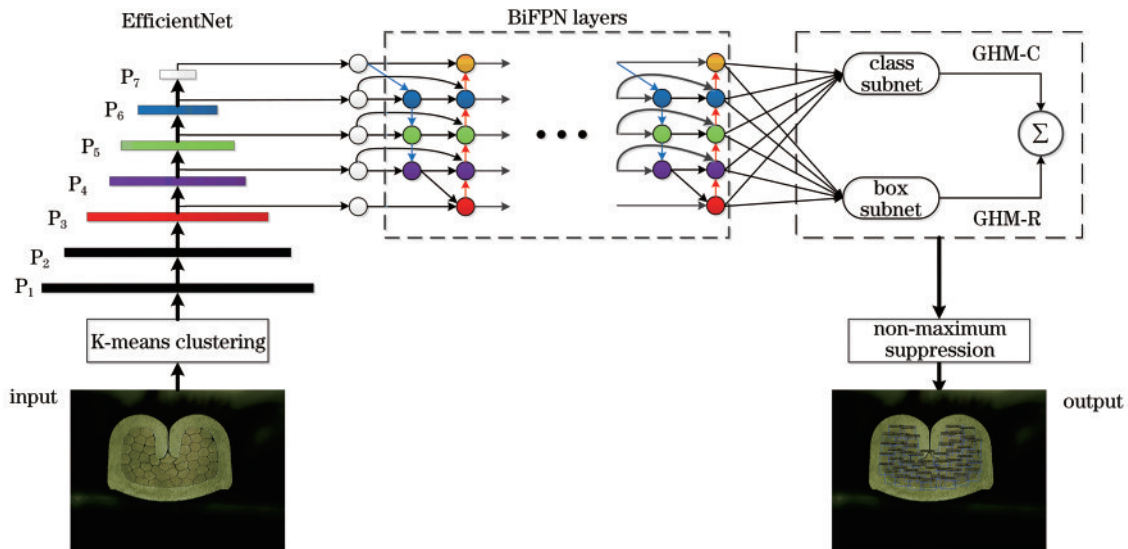 EfficientNet
BiFPN layers
P7
P6
P5
P4
P3
P2
P1
class
subnet
GHM-C
Σ
box
subnet
GHM-R
K-means clustering
non-maximum
suppression
input
output